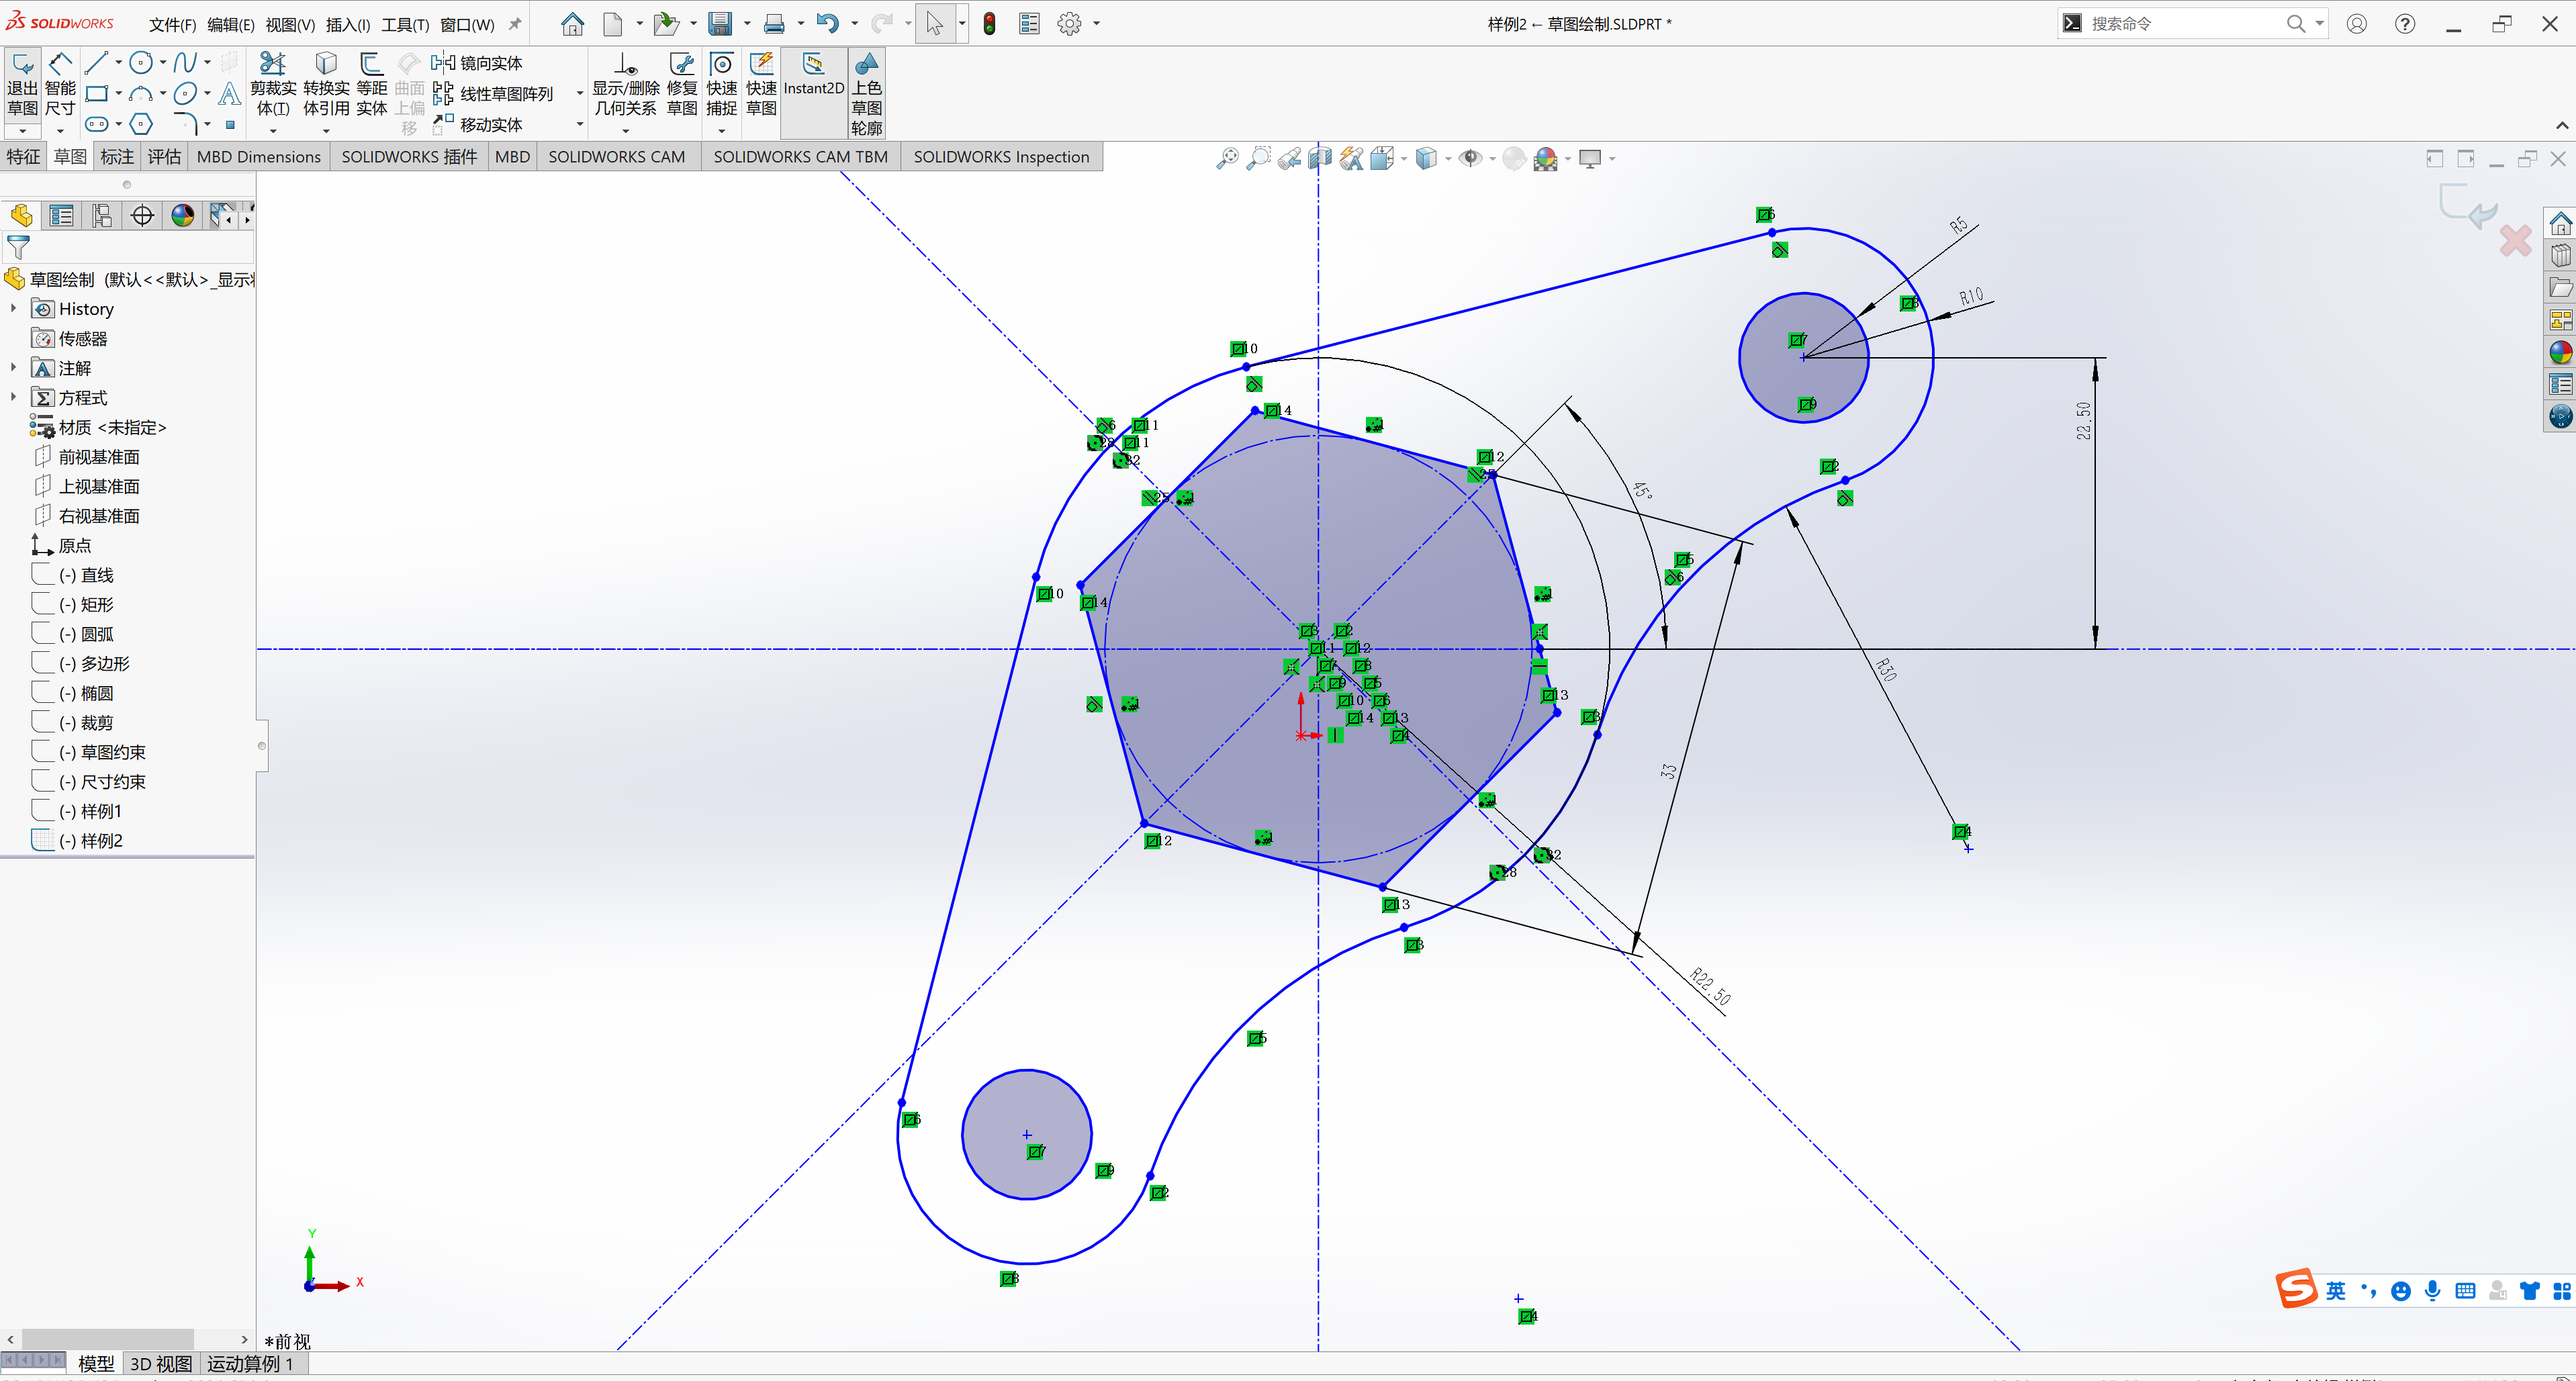 SOLIDWORKS 文件(F) 编辑(E) 视图(V) 插入(I) 工具(T) 窗口(W) 样例2 ← 草图绘制.SLDPRT * 搜索命令
退出草图 智能尺寸 剪裁实体(T) 转换实体引用 等距实体 曲面上偏移 镜向实体 线性草图阵列 移动实体 显示/删除几何关系 修复草图 快速捕捉 快速草图 Instant2D 上色草图轮廓
特征 草图 标注 评估 MBD Dimensions SOLIDWORKS 插件 MBD SOLIDWORKS CAM SOLIDWORKS CAM TBM SOLIDWORKS Inspection
草图绘制 (默认<<默认>_显示
History
传感器
注解
方程式
材质 <未指定>
前视基准面
上视基准面
右视基准面
原点
(-) 直线
(-) 矩形
(-) 圆弧
(-) 多边形
(-) 椭圆
(-) 裁剪
(-) 草图约束
(-) 尺寸约束
(-) 样例1
(-) 样例2
R5
R10
22.50
45°
33
R30
R22.50
Y
X
*前视
英
模型 3D 视图 运动算例 1